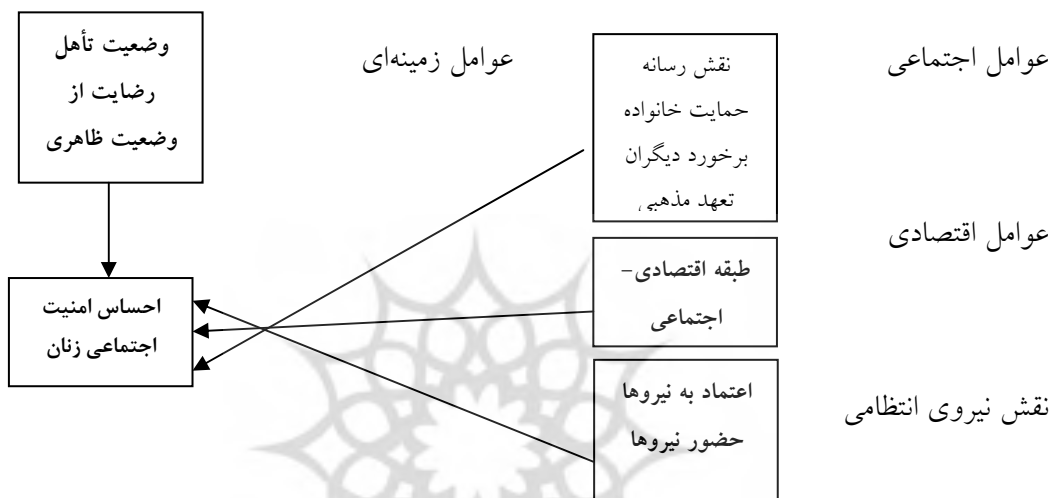 عوامل اجتماعی
نقش رسانه
حمایت خانواده
برخورد دیگران
تعهد مذهبی
عوامل زمینه‌ای
وضعیت تأهل
رضایت از
وضعیت ظاهری
عوامل اقتصادی
طبقه اقتصادی-
اجتماعی
احساس امنیت
اجتماعی زنان
نقش نیروی انتظامی
اعتماد به نیروها
حضور نیروها